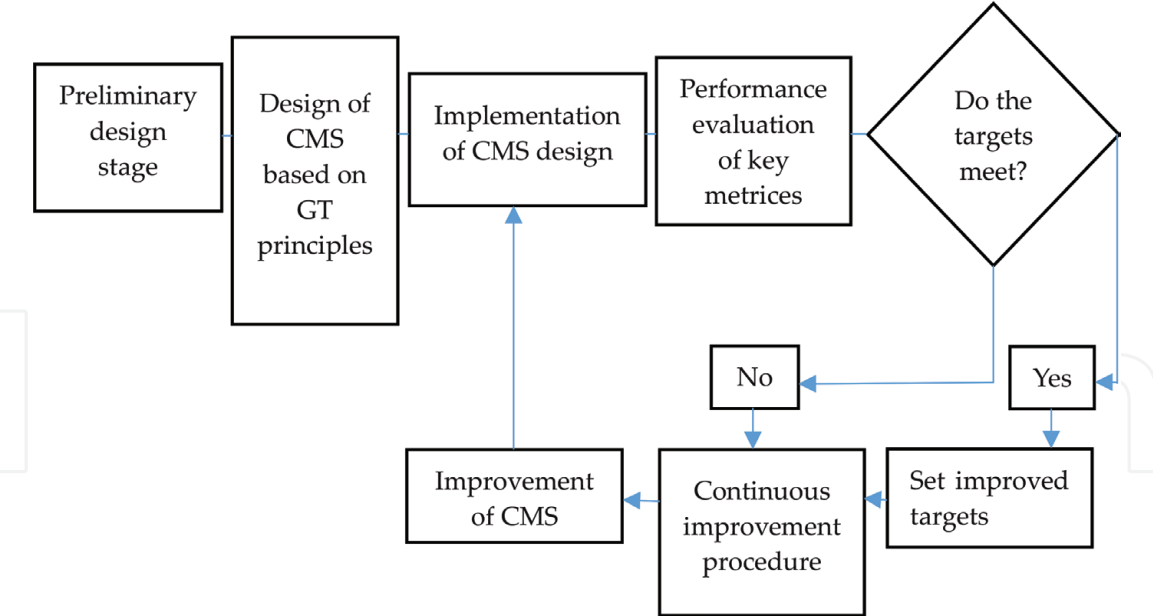 Preliminary
design
stage
Design of
CMS
based on
GT
principles
Implementation
of CMS design
Performance
evaluation
of key
metrices
Do the
targets
meet?
No
Yes
Improvement
of CMS
Continuous
improvement
procedure
Set improved
targets